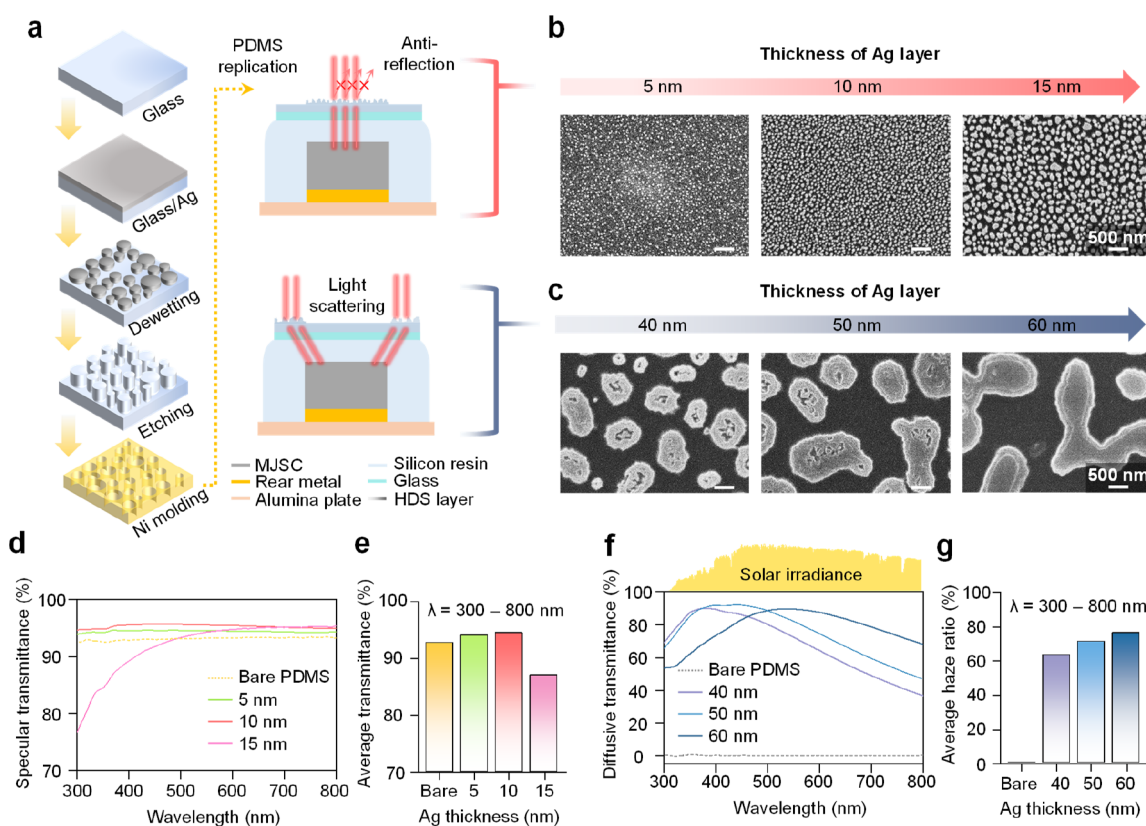 a
PDMS
replication
Anti-
reflection
Glass
Glass/Ag
Dewetting
Etching
Ni molding
Light
scattering
MJSC
Rear metal
Alumina plate
Silicon resin
Glass
HDS layer
b
Thickness of Ag layer
5 nm 10 nm 15 nm
500 nm
c
Thickness of Ag layer
40 nm 50 nm 60 nm
500 nm
d
Specular transmittance (%)
100
90
80
70
Bare PDMS
5 nm
10 nm
15 nm
300 400 500 600 700 800
Wavelength (nm)
e
Average transmittance (%)
100
95
90
85
80
75
70
λ = 300 – 800 nm
Bare 5 10 15
Ag thickness (nm)
f
Solar irradiance
Diffusive transmittance (%)
100
80
60
40
20
0
Bare PDMS
40 nm
50 nm
60 nm
300 400 500 600 700 800
Wavelength (nm)
g
Average haze ratio (%)
100
80
60
40
20
0
λ = 300 – 800 nm
Bare 40 50 60
Ag thickness (nm)